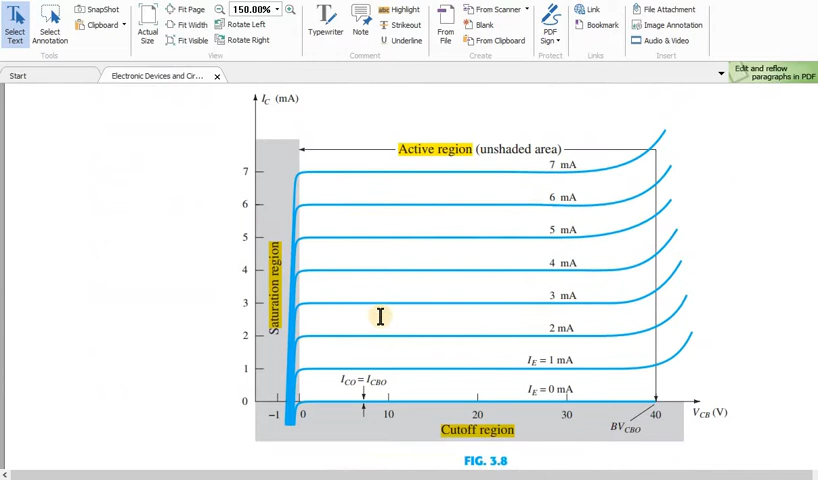 SnapShot
Clipboard
Select
Text
Select
Annotation
Tools
Actual
Size
Fit Page
Fit Width
Fit Visible
150.00%
Rotate Left
Rotate Right
View
Typewriter
Note
Highlight
Strikeout
Underline
Comment
From
File
From Scanner
Blank
From Clipboard
Create
PDF
Sign
Protect
Link
Bookmark
Links
File Attachment
Image Annotation
Audio & Video
Insert
Start
Electronic Devices and Cir...
Edit and reflow
paragraphs in PDF
I_C (mA)
Active region (unshaded area)
7 mA
7
6 mA
6
5 mA
5
4 mA
4
3 mA
3
2 mA
2
I_E = 1 mA
1
I_CO = I_CBO
I_E = 0 mA
0
Saturation region
−1 0 10 20 30 40 V_CB (V)
BV_CBO
Cutoff region
FIG. 3.8